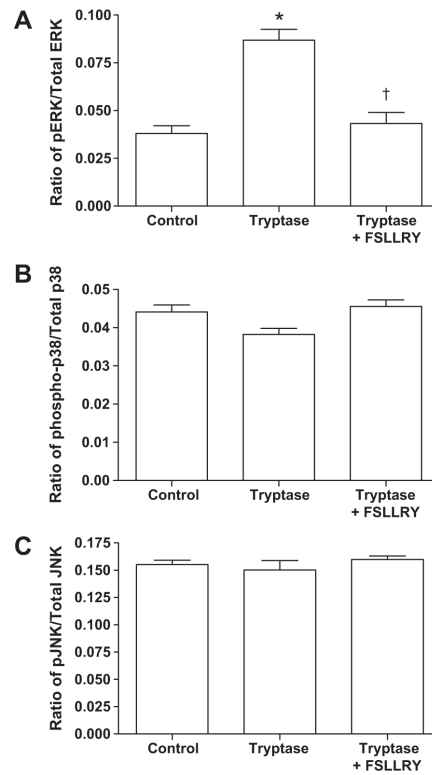 A
Ratio of pERK/Total ERK
0.100
0.075
0.050
0.025
0.000
*
†
Control
Tryptase
Tryptase
+ FSLLRY
B
Ratio of phospho-p38/Total p38
0.05
0.04
0.03
0.02
0.01
0.00
Control
Tryptase
Tryptase
+ FSLLRY
C
Ratio of pJNK/Total JNK
0.175
0.150
0.125
0.100
0.075
0.050
0.025
0.000
Control
Tryptase
Tryptase
+ FSLLRY